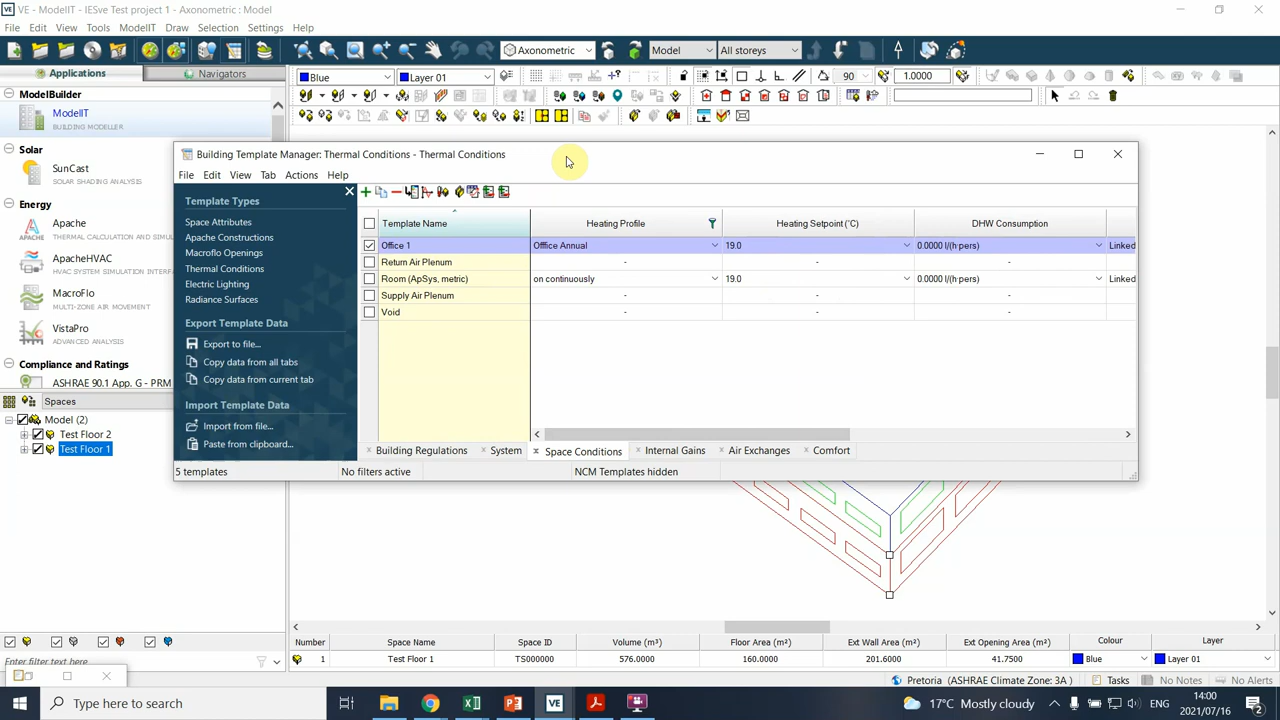 VE - ModelIT - IESve Test project 1 - Axonometric : Model
File Edit View Tools ModelIT Draw Selection Settings Help
Axonometric Model All storeys
Applications Navigators Blue Layer 01 90 1.0000
ModelBuilder
ModelIT
BUILDING MODELLER
Solar
SunCast
SOLAR SHADING ANALYSIS
Energy
Apache
THERMAL CALCULATION AND SIMU
ApacheHVAC
HVAC SYSTEM SIMULATION INTERF
MacroFlo
MULTI-ZONE AIR MOVEMENT
VistaPro
ADVANCED ANALYSIS
Compliance and Ratings
ASHRAE 90.1 App. G - PRM
Spaces
Model (2)
Test Floor 2
Test Floor 1
Enter filter text here
Building Template Manager: Thermal Conditions - Thermal Conditions
File Edit View Tab Actions Help
Template Types
Space Attributes
Apache Constructions
Macroflo Openings
Thermal Conditions
Electric Lighting
Radiance Surfaces
Export Template Data
Export to file...
Copy data from all tabs
Copy data from current tab
Import Template Data
Import from file...
Paste from clipboard...
Template Name Heating Profile Heating Setpoint (°C) DHW Consumption
Office 1 Offfice Annual 19.0 0.0000 l/(h·pers) Linked
Return Air Plenum - - -
Room (ApSys, metric) on continuously 19.0 0.0000 l/(h·pers) Linked
Supply Air Plenum - - -
Void - - -
Building Regulations System Space Conditions Internal Gains Air Exchanges Comfort
5 templates No filters active NCM Templates hidden
Number Space Name Space ID Volume (m³) Floor Area (m²) Ext Wall Area (m²) Ext Opening Area (m²) Colour Layer
1 Test Floor 1 TS000000 576.0000 160.0000 201.6000 41.7500 Blue Layer 01
Pretoria (ASHRAE Climate Zone: 3A ) Tasks No Notes No Alerts
Type here to search 17°C Mostly cloudy ENG 14:00
2021/07/16 2